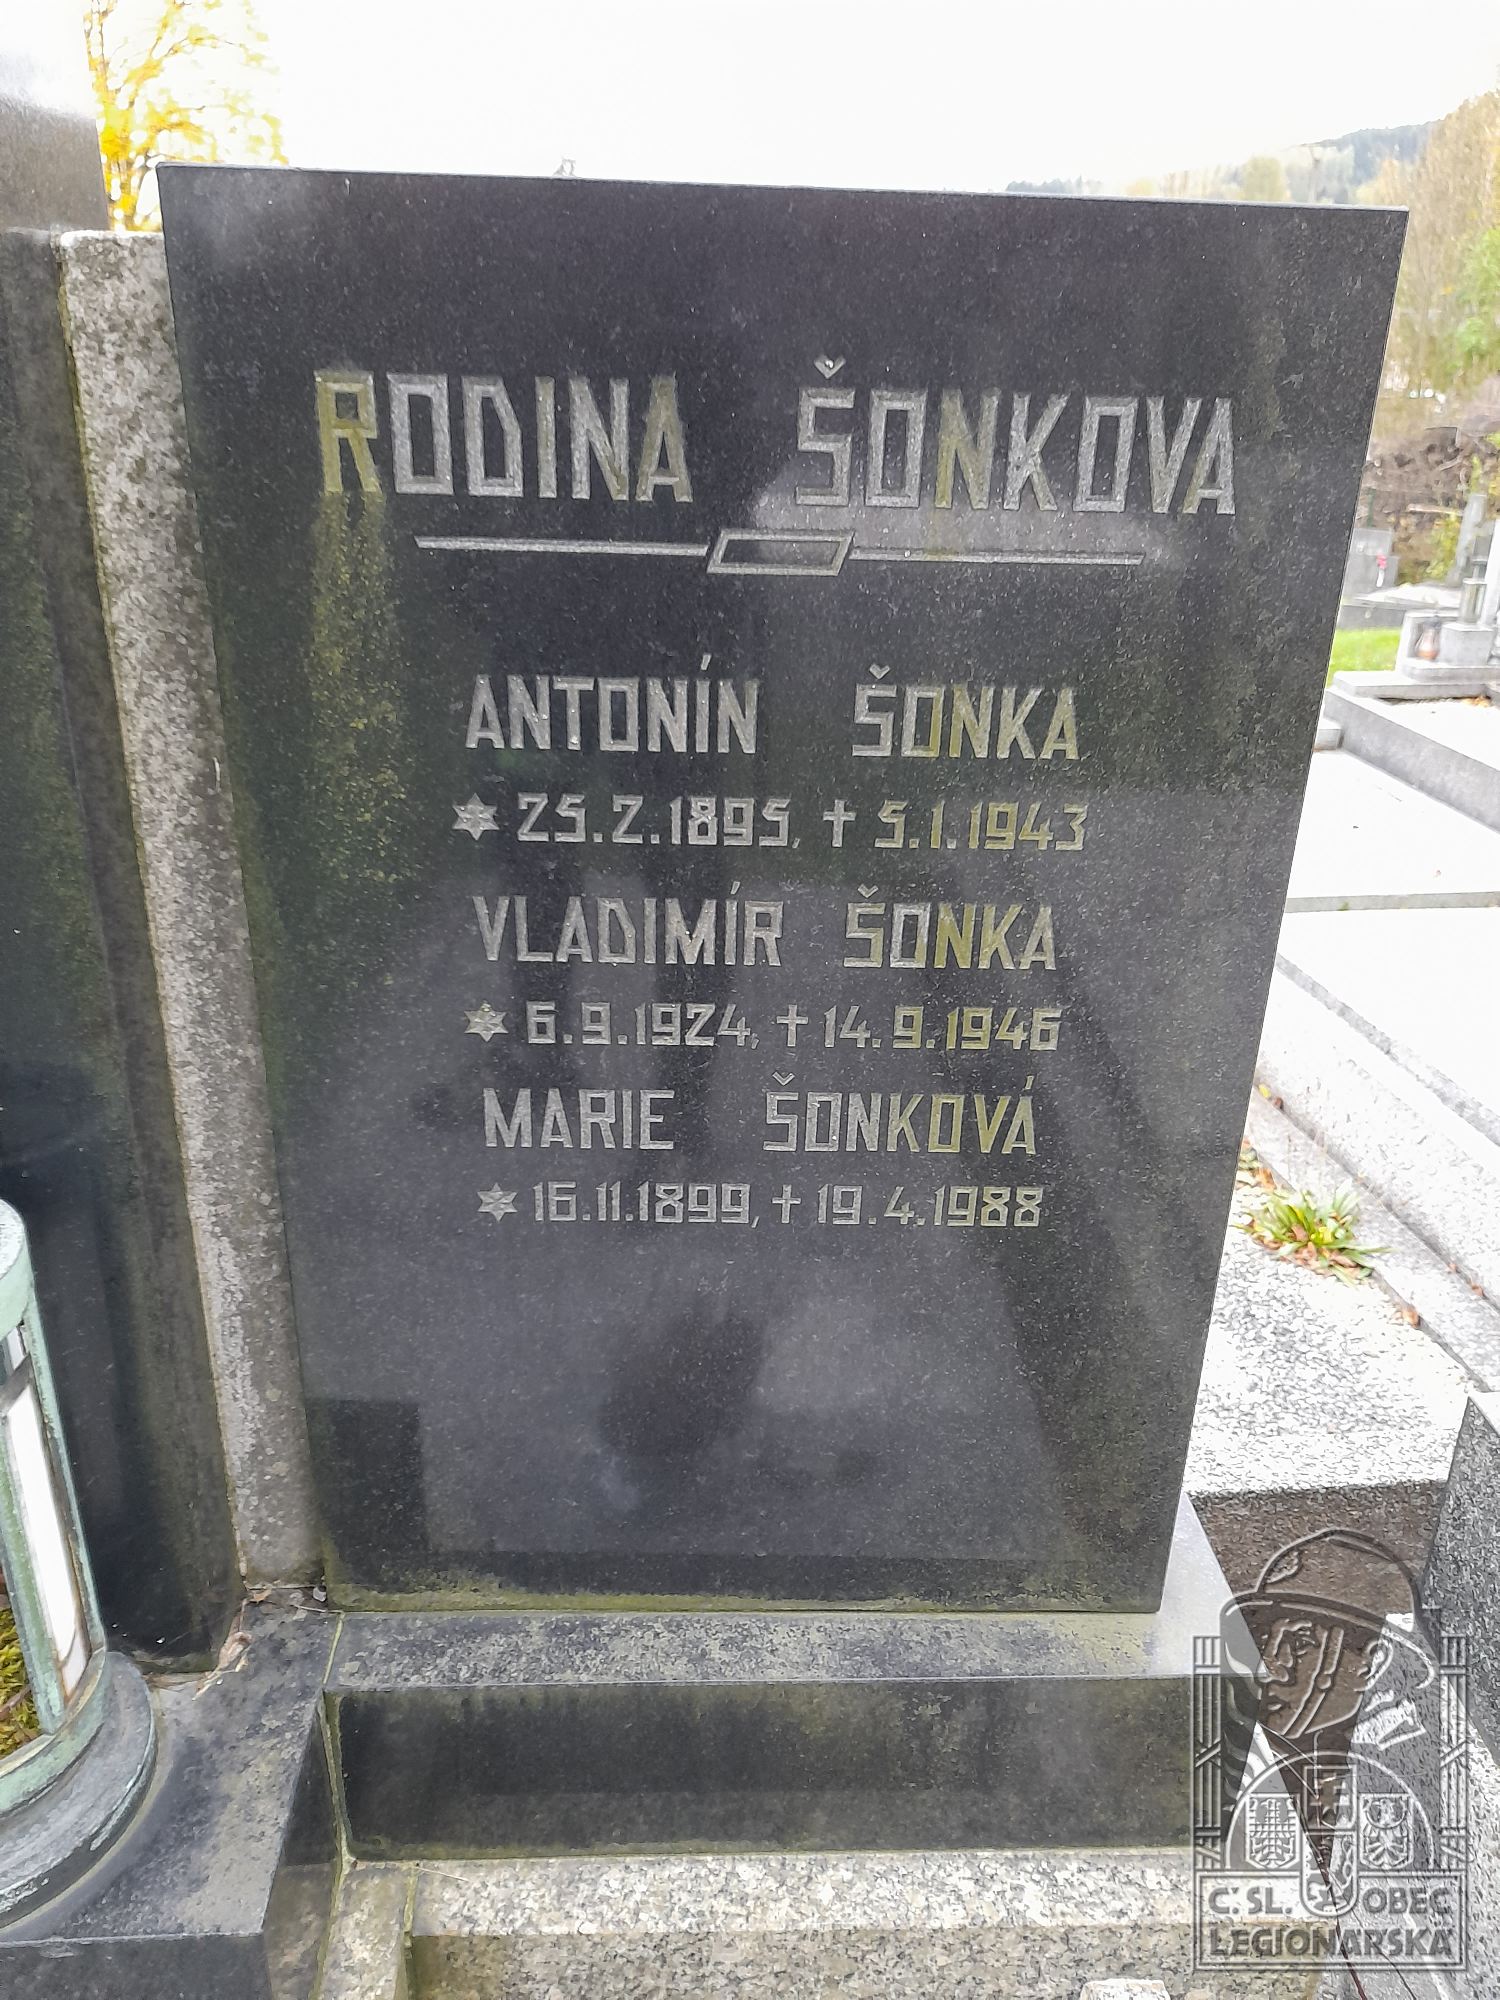 RODINA ŠONKOVA
ANTONÍN ŠONKA
* 25.2.1895, † 5.1.1943
VLADIMÍR ŠONKA
* 6.9.1924, † 14.9.1946
MARIE ŠONKOVÁ
* 16.11.1899, † 19.4.1988
Č.SL. OBEC
LEGIONÁŘSKÁ